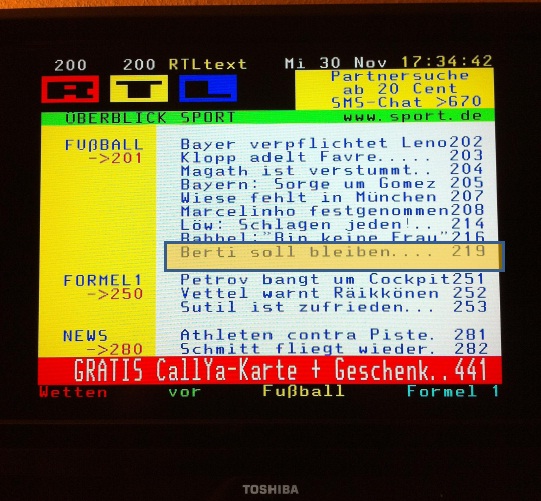 200 200 RTLtext Mi 30 Nov 17:34:42
RTL
Partnersuche
ab 20 Cent
SMS-Chat >670
ÜBERBLICK SPORT www.sport.de
FUßBALL Bayer verpflichtet Leno202
->201 Klopp adelt Favre..... 203
Magath ist verstummt.. 204
Bayern: Sorge um Gomez 205
Wiese fehlt in München 207
Marcelinho festgenommen208
Löw: Schlagen jeden!.. 214
Babbel:"Bin keine Frau"216
Berti soll bleiben.... 219
FORMEL1 Petrov bangt um Cockpit251
->250 Vettel warnt Räikkönen 252
Sutil ist zufrieden... 253
NEWS Athleten contra Piste. 281
->280 Schmitt fliegt wieder. 282
GRATIS CallYa-Karte + Geschenk..441
Wetten vor Fußball Formel 1
TOSHIBA